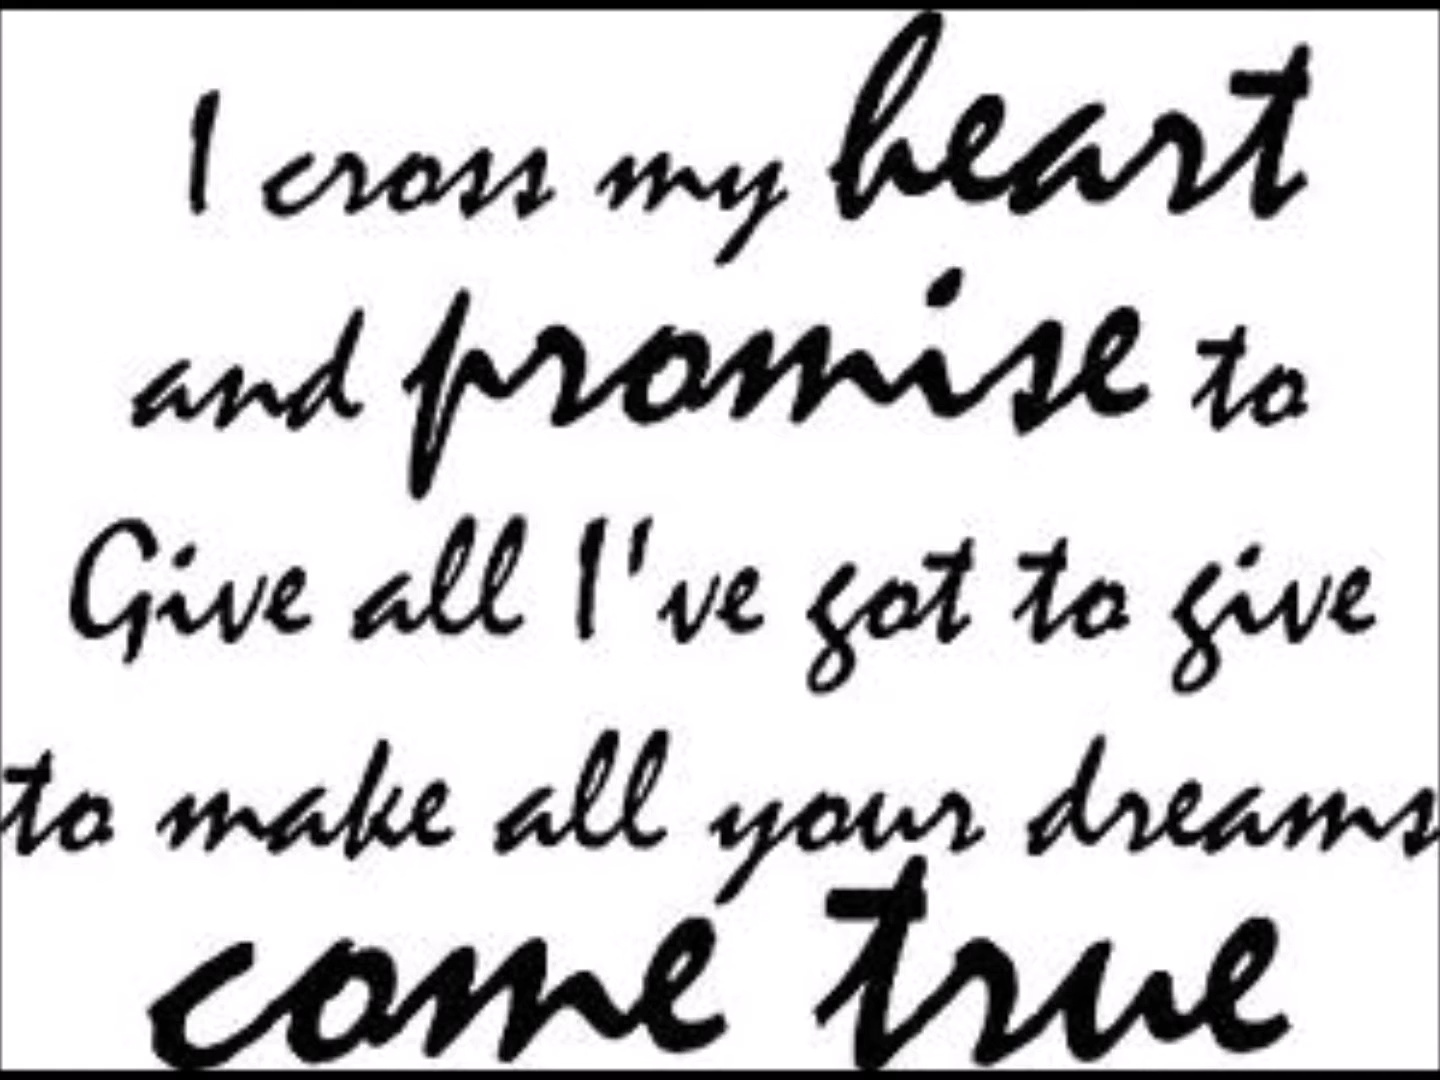 I cross my heart
and promise to
Give all I've got to give
to make all your dreams
come true